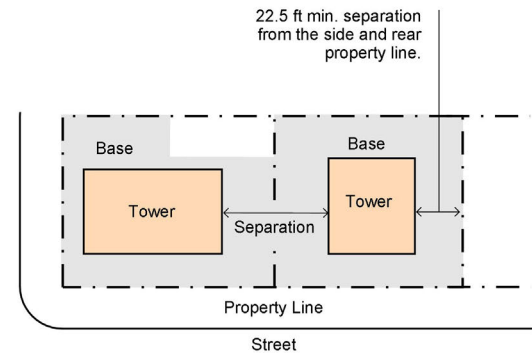 22.5 ft min. separation
from the side and rear
property line.
Base
Base
Tower
Tower
Separation
Property Line
Street